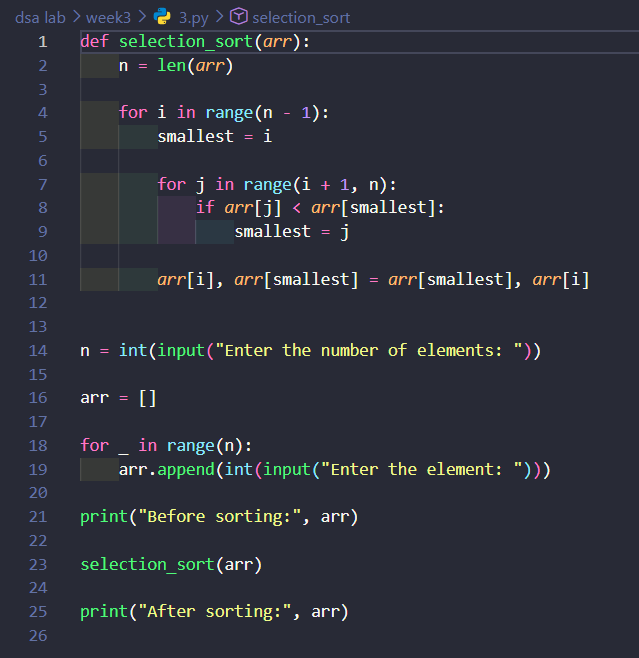 dsa lab > week3 > 3.py > selection_sort
1 def selection_sort(arr):
2     n = len(arr)
3
4     for i in range(n - 1):
5         smallest = i
6
7         for j in range(i + 1, n):
8             if arr[j] < arr[smallest]:
9                 smallest = j
10
11         arr[i], arr[smallest] = arr[smallest], arr[i]
12
13
14 n = int(input("Enter the number of elements: "))
15
16 arr = []
17
18 for _ in range(n):
19     arr.append(int(input("Enter the element: ")))
20
21 print("Before sorting:", arr)
22
23 selection_sort(arr)
24
25 print("After sorting:", arr)
26